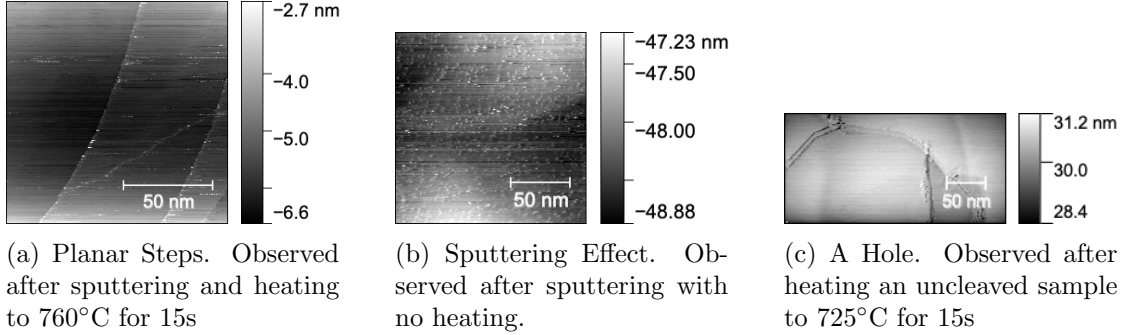 −2.7 nm
−4.0
−5.0
−6.6
50 nm
−47.23 nm
−47.50
−48.00
−48.88
50 nm
31.2 nm
30.0
28.4
50 nm
(a) Planar Steps. Observed
after sputtering and heating
to 760°C for 15s
(b) Sputtering Effect. Ob-
served after sputtering with
no heating.
(c) A Hole. Observed after
heating an uncleaved sample
to 725°C for 15s